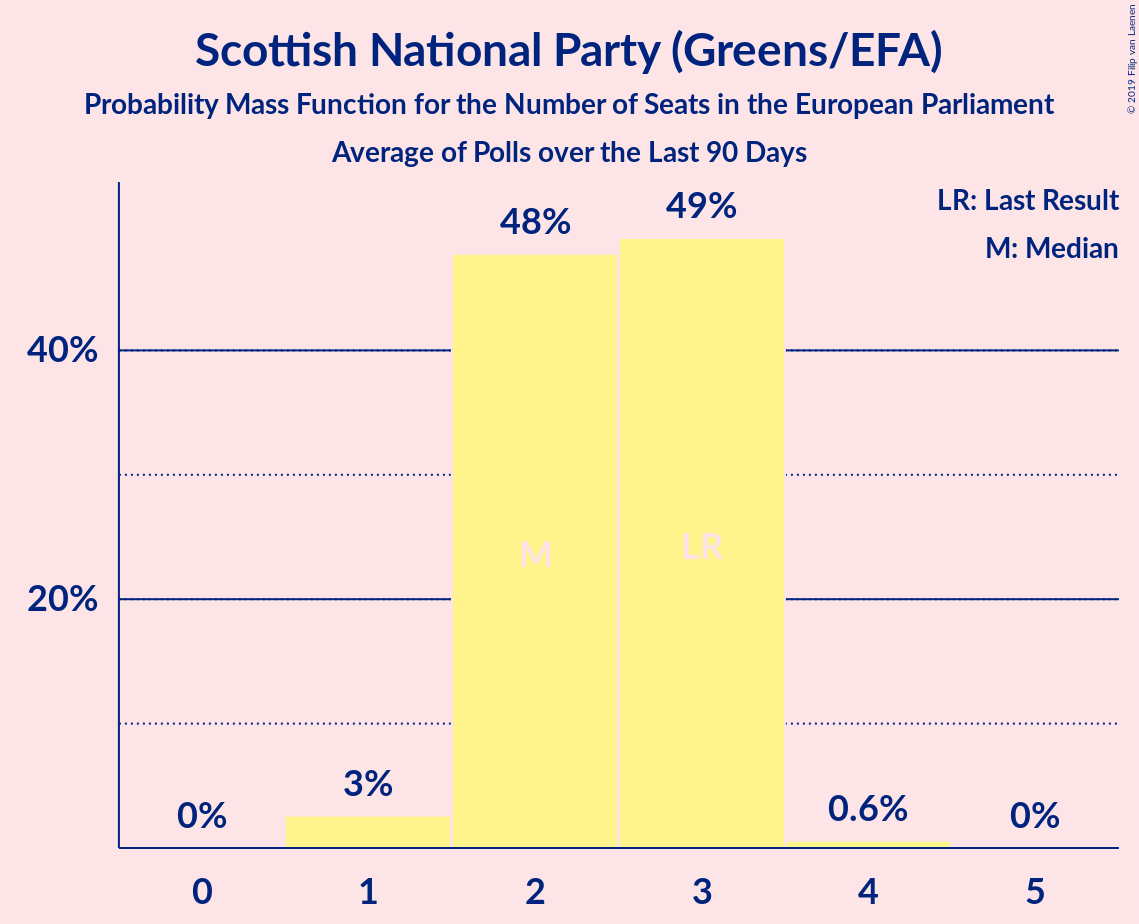 Scottish National Party (Greens/EFA)
Probability Mass Function for the Number of Seats in the European Parliament
Average of Polls over the Last 90 Days
© 2019 Filip van Laenen
LR: Last Result
M: Median
48%
49%
40%
M
LR
20%
3%
0%
0.6%
0%
0 1 2 3 4 5